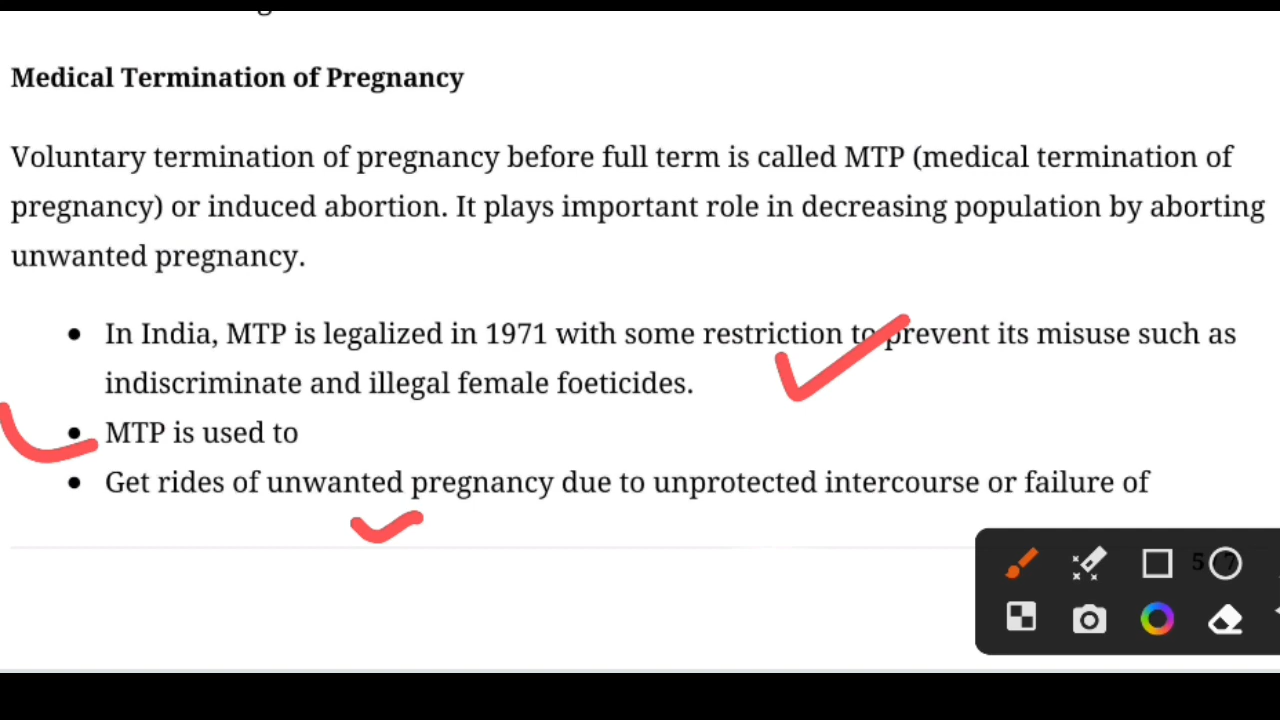 Medical Termination of Pregnancy
Voluntary termination of pregnancy before full term is called MTP (medical termination of
pregnancy) or induced abortion. It plays important role in decreasing population by aborting
unwanted pregnancy.
• In India, MTP is legalized in 1971 with some restriction to prevent its misuse such as
indiscriminate and illegal female foeticides.
• MTP is used to
• Get rides of unwanted pregnancy due to unprotected intercourse or failure of
5 / 7